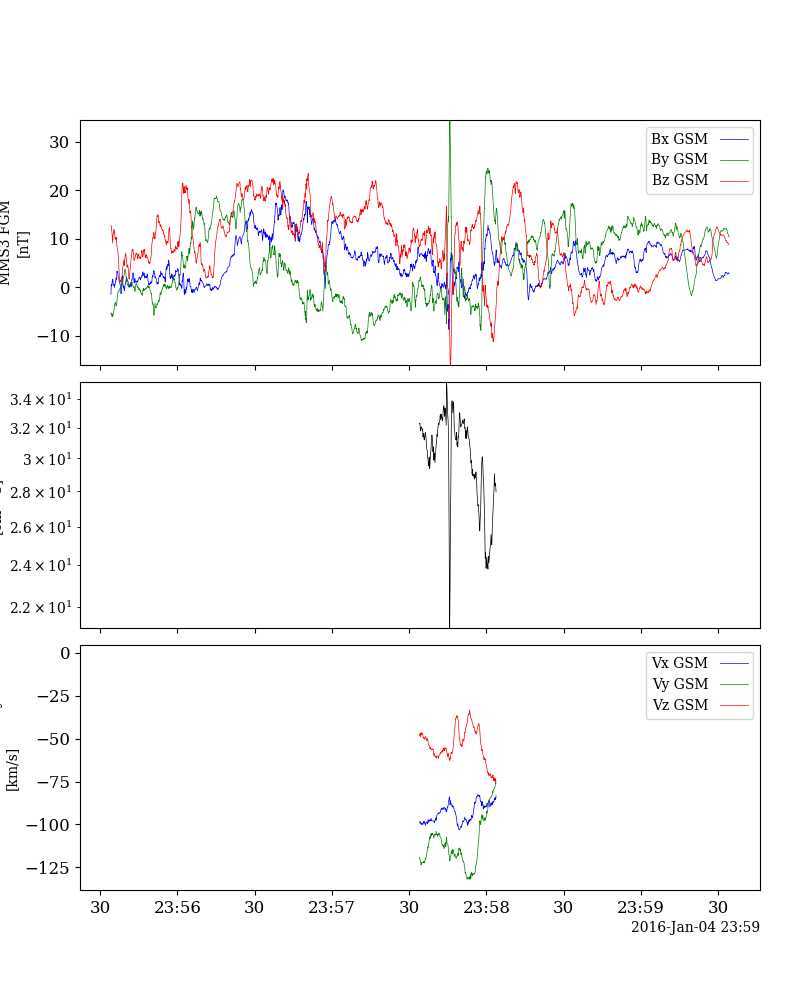 30
20
10
0
−10
MMS3 FGM
[nT]
Bx GSM
By GSM
Bz GSM
3.4 × 10¹
3.2 × 10¹
3 × 10¹
2.8 × 10¹
2.6 × 10¹
2.4 × 10¹
2.2 × 10¹
0
−25
−50
−75
−100
−125
[km/s]
Vx GSM
Vy GSM
Vz GSM
30 23:56 30 23:57 30 23:58 30 23:59 30
2016-Jan-04 23:59